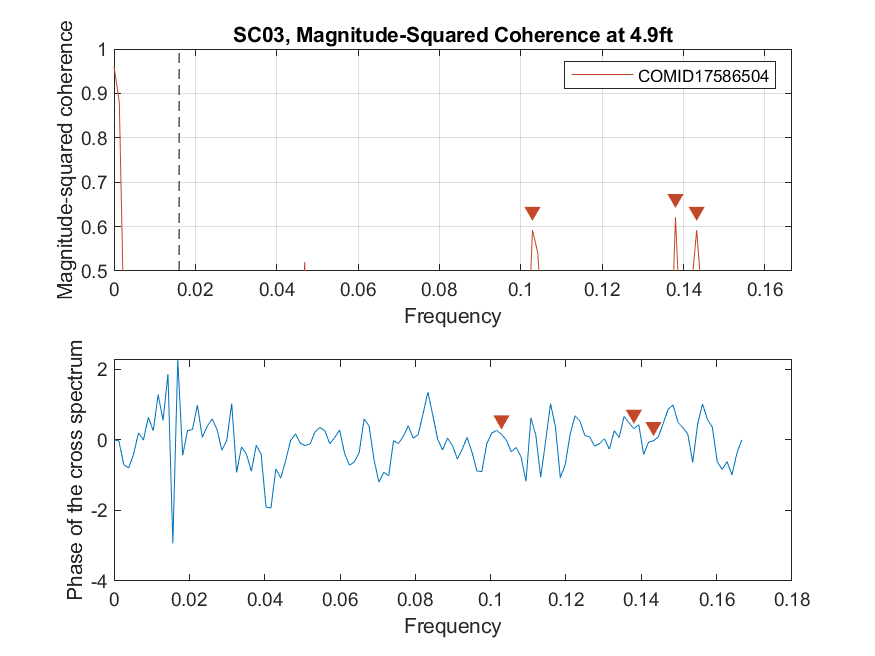 SC03, Magnitude-Squared Coherence at 4.9ft
Magnitude-squared coherence
1
0.9
0.8
0.7
0.6
0.5
COMID17586504
0 0.02 0.04 0.06 0.08 0.1 0.12 0.14 0.16
Frequency
Phase of the cross spectrum
2
0
-2
-4
0 0.02 0.04 0.06 0.08 0.1 0.12 0.14 0.16 0.18
Frequency